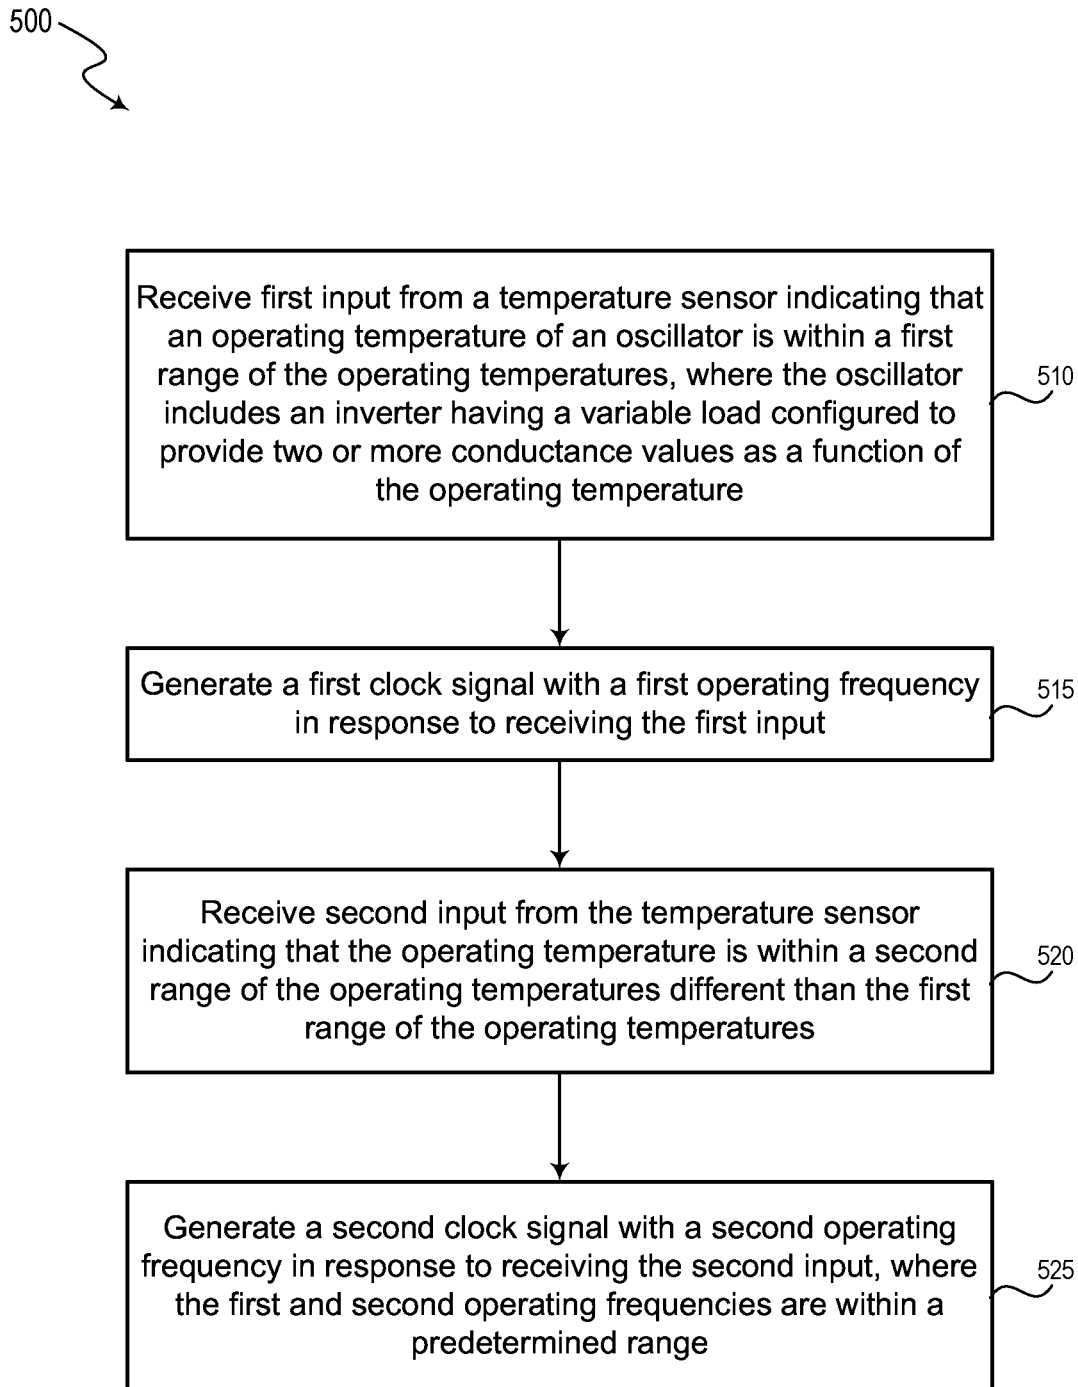 500
Receive first input from a temperature sensor indicating that
an operating temperature of an oscillator is within a first
range of the operating temperatures, where the oscillator
includes an inverter having a variable load configured to
provide two or more conductance values as a function of
the operating temperature
510
Generate a first clock signal with a first operating frequency
in response to receiving the first input
515
Receive second input from the temperature sensor
indicating that the operating temperature is within a second
range of the operating temperatures different than the first
range of the operating temperatures
520
Generate a second clock signal with a second operating
frequency in response to receiving the second input, where
the first and second operating frequencies are within a
predetermined range
525